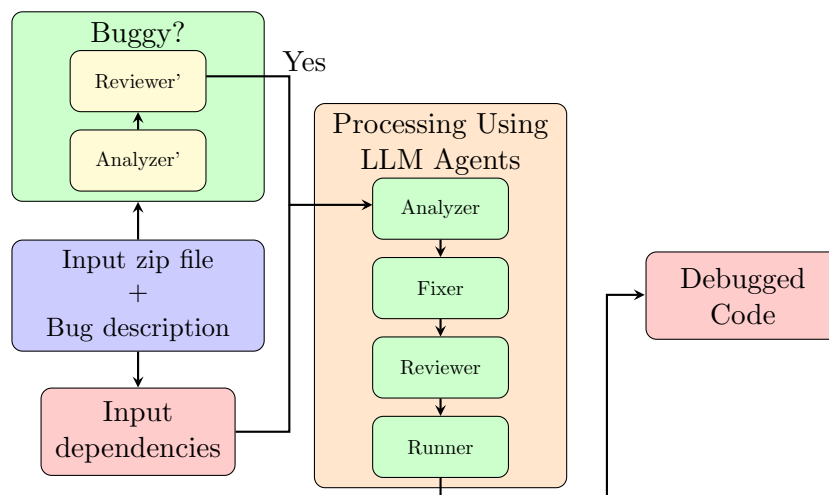 Buggy?
Reviewer'
Analyzer'
Yes
Input zip file
+
Bug description
Input
dependencies
Processing Using
LLM Agents
Analyzer
Fixer
Reviewer
Runner
Debugged
Code